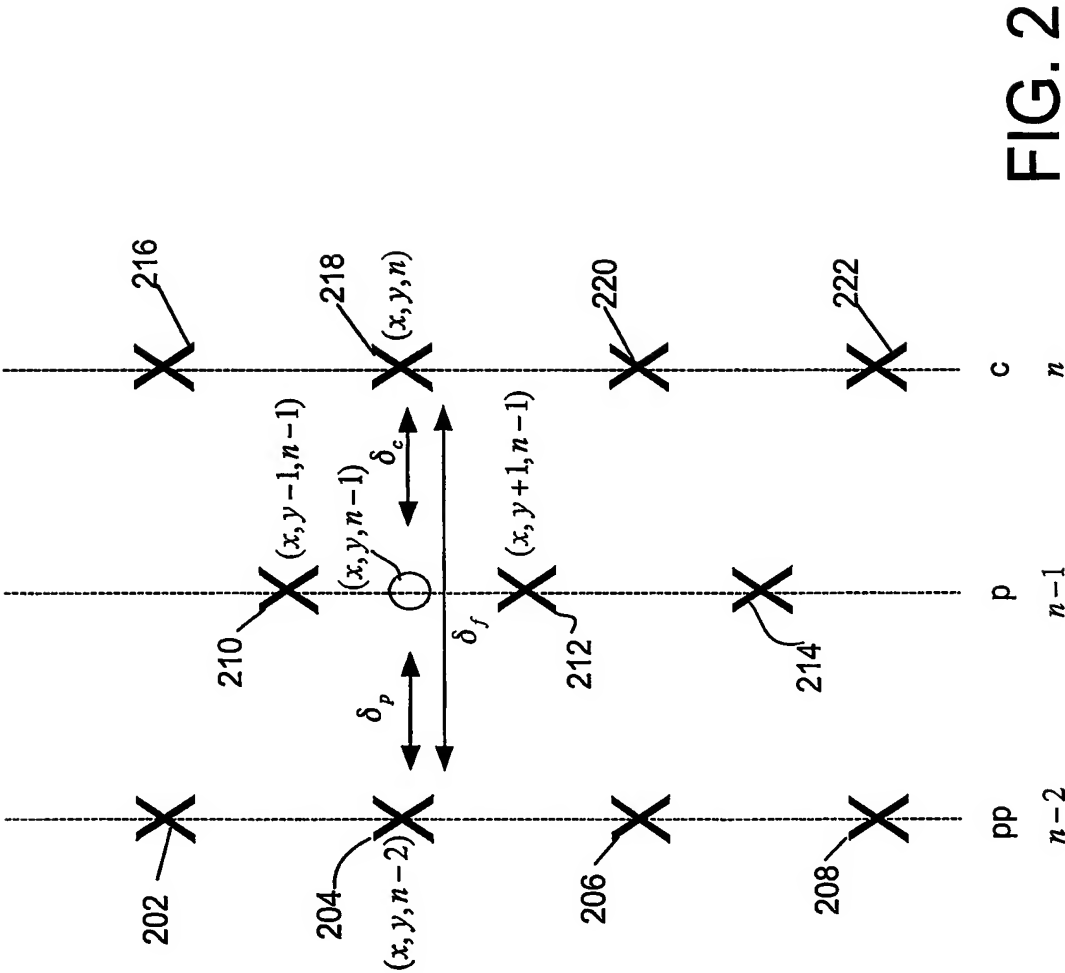 216
202
(x, y−1, n−1)
210
218
(x, y, n)
(x, y, n−1)
δp
δc
204
(x, y, n−2)
δf
(x, y+1, n−1)
212
220
206
214
222
208
pp
p
c
n−2
n−1
n
FIG. 2